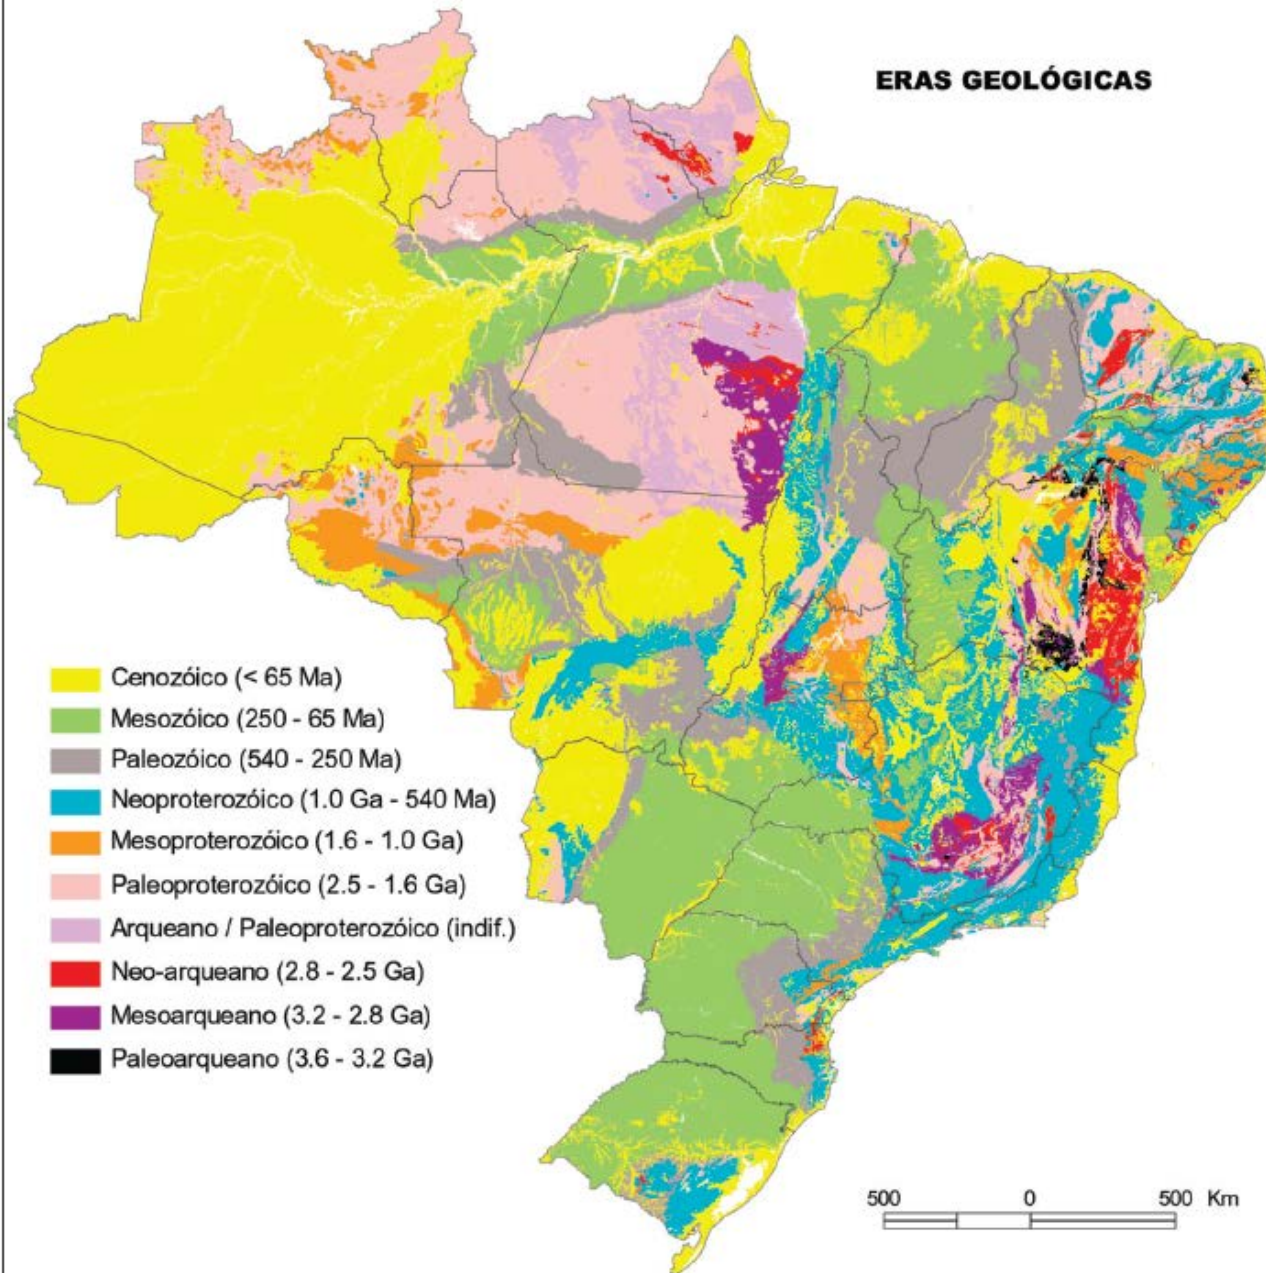 ERAS GEOLÓGICAS
Cenozóico (< 65 Ma)
Mesozóico (250 - 65 Ma)
Paleozóico (540 - 250 Ma)
Neoproterozóico (1.0 Ga - 540 Ma)
Mesoproterozóico (1.6 - 1.0 Ga)
Paleoproterozóico (2.5 - 1.6 Ga)
Arqueano / Paleoproterozóico (indif.)
Neo-arqueano (2.8 - 2.5 Ga)
Mesoarqueano (3.2 - 2.8 Ga)
Paleoarqueano (3.6 - 3.2 Ga)
500 0 500 Km